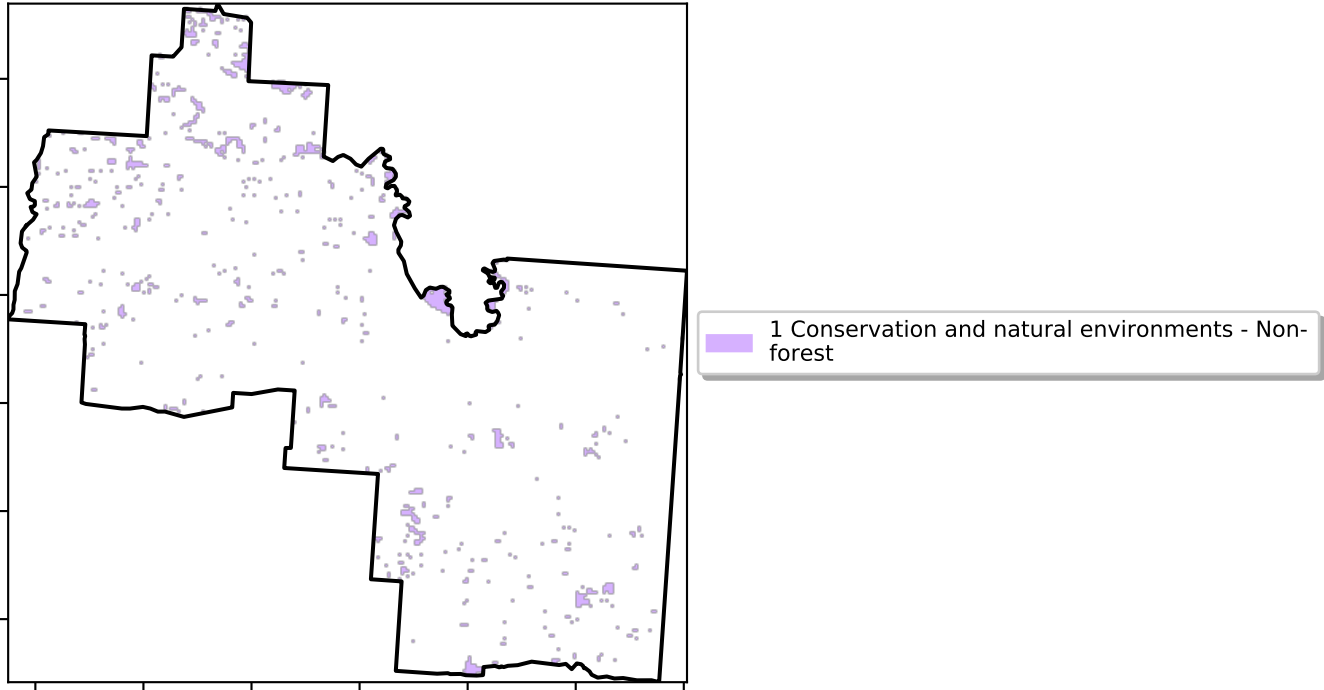 1 Conservation and natural environments - Non-
forest